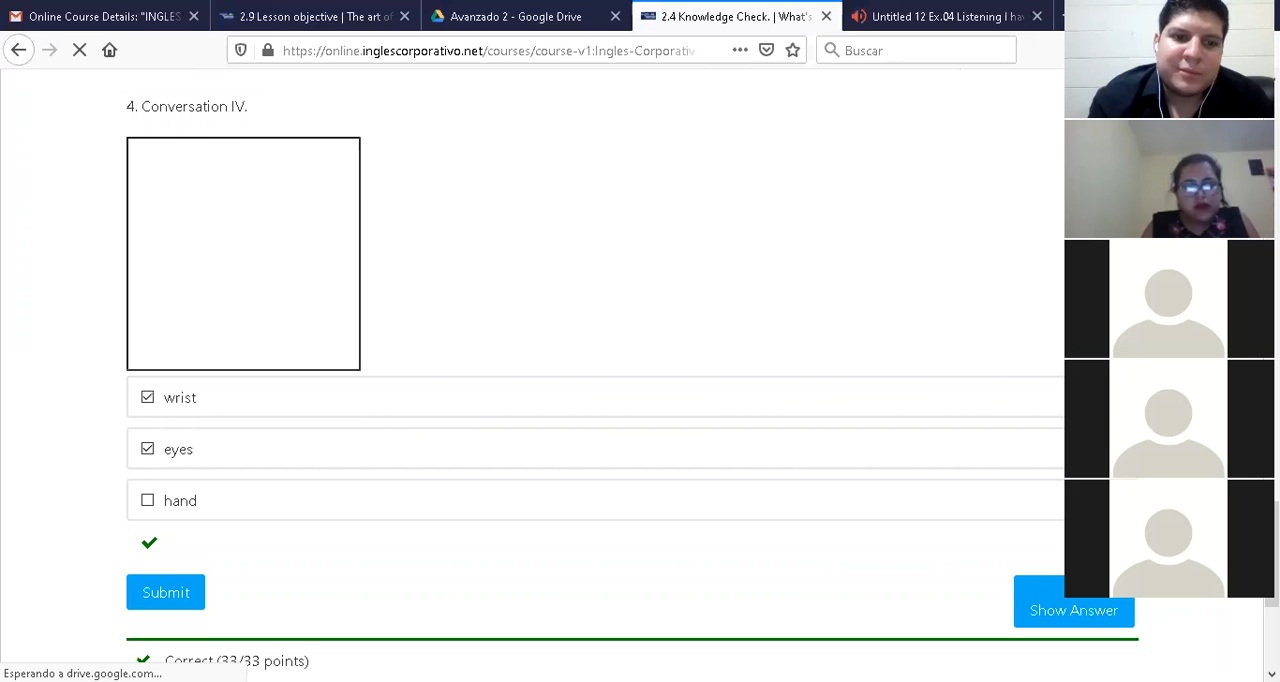 Online Course Details: "INGLES
2.9 Lesson objective | The art of
Avanzado 2 - Google Drive
2.4 Knowledge Check. | What's
Untitled 12 Ex.04 Listening I ha
https://online.inglescorporativo.net/courses/course-v1:Ingles-Corporativ
Buscar
4. Conversation IV.
wrist
eyes
hand
Submit
Show Answer
Correct (33/33 points)
Esperando a drive.google.com...